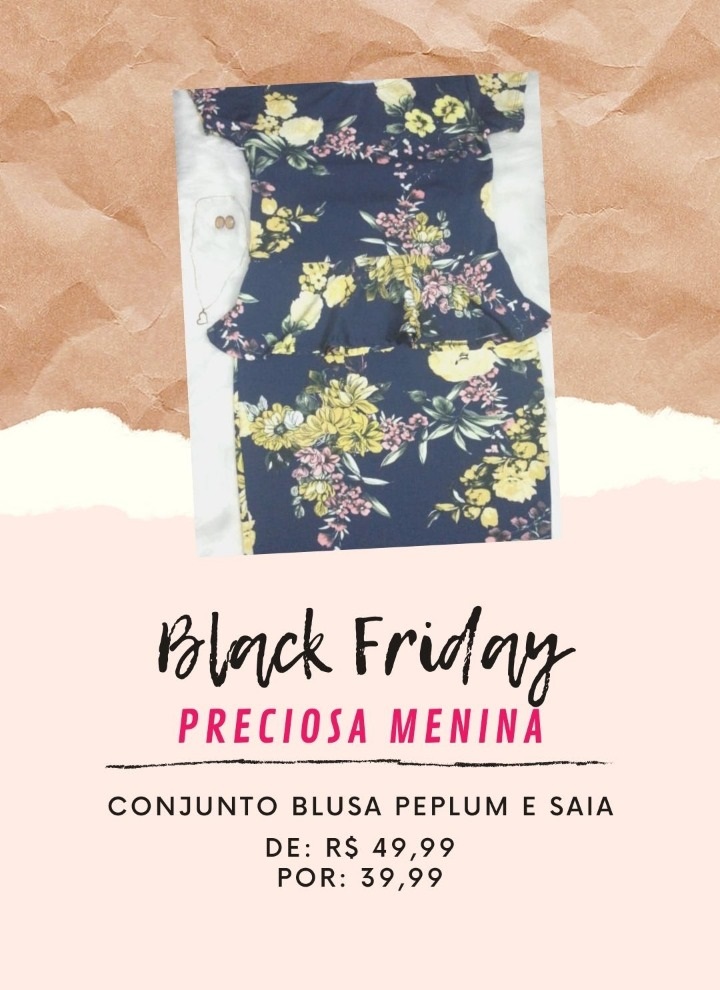 Black Friday
PRECIOSA MENINA
CONJUNTO BLUSA PEPLUM E SAIA
DE: R$ 49,99
POR: 39,99